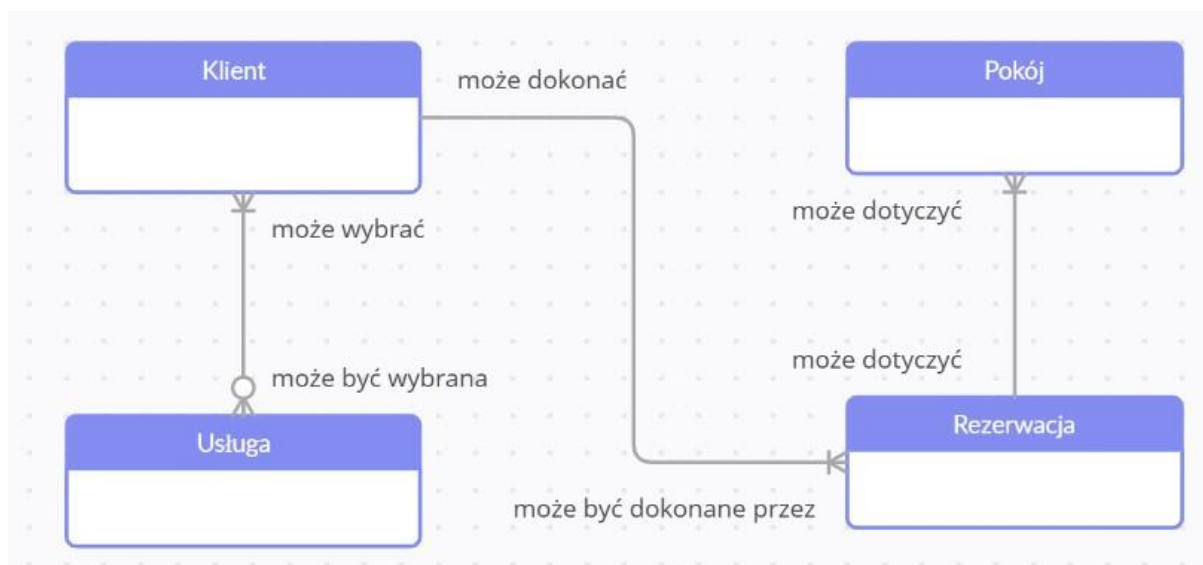 Klient
może dokonać
Pokój
może wybrać
może dotyczyć
może być wybrana
może dotyczyć
Usługa
Rezerwacja
może być dokonane przez